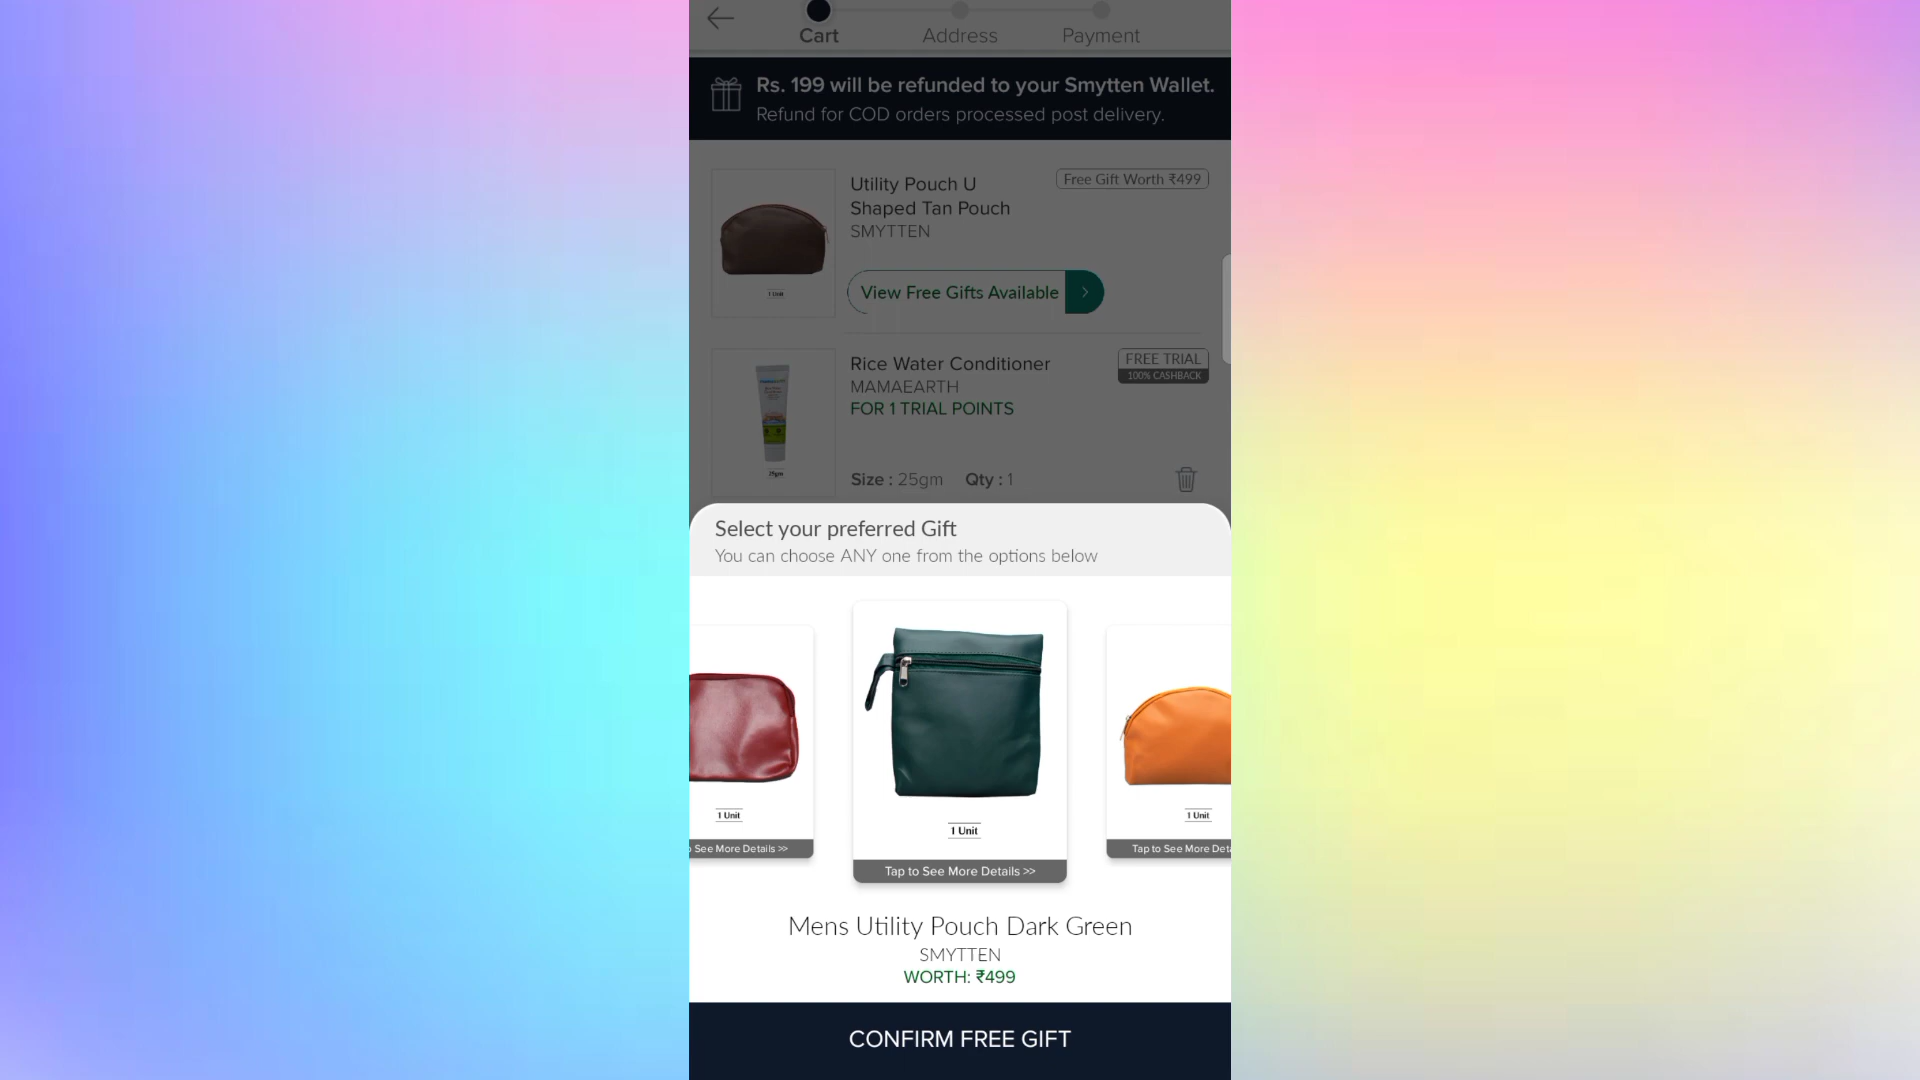 Cart
Address
Payment
Rs. 199 will be refunded to your Smytten Wallet.
Refund for COD orders processed post delivery.
Utility Pouch U
Shaped Tan Pouch
SMYTTEN
Free Gift Worth ₹499
1 Unit
View Free Gifts Available
Rice Water Conditioner
MAMAEARTH
FOR 1 TRIAL POINTS
FREE TRIAL
100% CASHBACK
25gm
Size : 25gm Qty : 1
Select your preferred Gift
You can choose ANY one from the options below
1 Unit
1 Unit
1 Unit
See More Details >>
Tap to See More Details >>
Tap to See More Deta
Mens Utility Pouch Dark Green
SMYTTEN
WORTH: ₹499
CONFIRM FREE GIFT